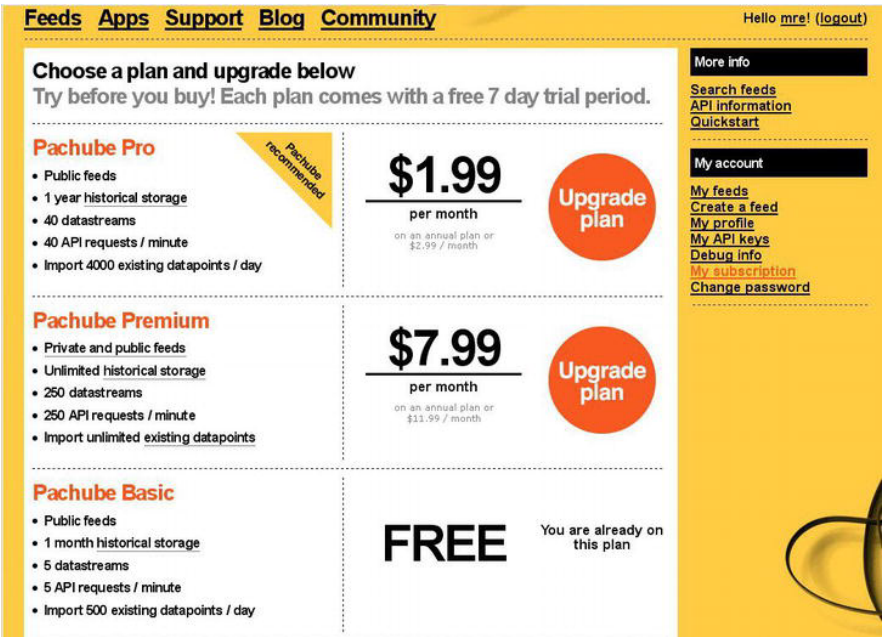 Feeds Apps Support Blog Community
Hello mre! (logout)
Choose a plan and upgrade below
Try before you buy! Each plan comes with a free 7 day trial period.
Pachube Pro
Pachube
recommended
• Public feeds
• 1 year historical storage
• 40 datastreams
• 40 API requests / minute
• Import 4000 existing datapoints / day
$1.99
per month
on an annual plan or
$2.99 / month
Upgrade
plan
Pachube Premium
• Private and public feeds
• Unlimited historical storage
• 250 datastreams
• 250 API requests / minute
• Import unlimited existing datapoints
$7.99
per month
on an annual plan or
$11.99 / month
Upgrade
plan
Pachube Basic
• Public feeds
• 1 month historical storage
• 5 datastreams
• 5 API requests / minute
• Import 500 existing datapoints / day
FREE
You are already on
this plan
More info
Search feeds
API information
Quickstart
My account
My feeds
Create a feed
My profile
My API keys
Debug info
My subscription
Change password